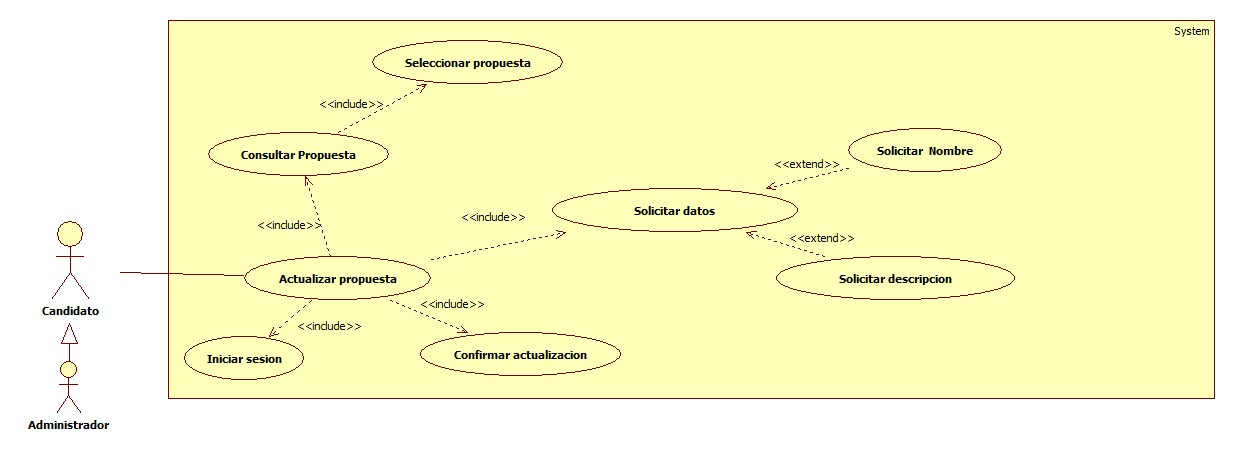 System
Seleccionar propuesta
<<include>>
Consultar Propuesta
Solicitar Nombre
<<extend>>
Solicitar datos
<<include>>
<<include>>
<<extend>>
Actualizar propuesta
Solicitar descripcion
<<include>>
<<include>>
Candidato
Iniciar sesion
Confirmar actualizacion
Administrador